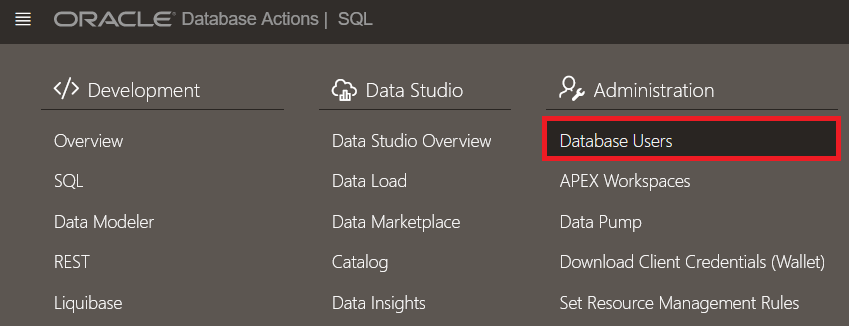 ORACLE Database Actions | SQL
Development
Overview
SQL
Data Modeler
REST
Liquibase
Data Studio
Data Studio Overview
Data Load
Data Marketplace
Catalog
Data Insights
Administration
Database Users
APEX Workspaces
Data Pump
Download Client Credentials (Wallet)
Set Resource Management Rules